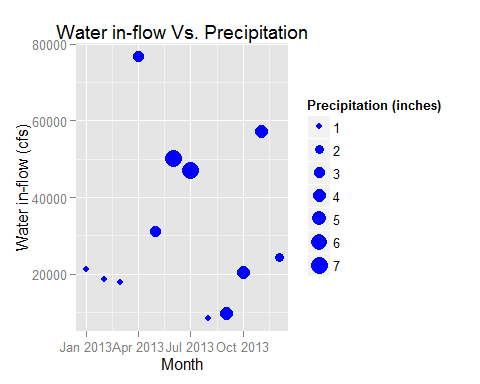 Water in-flow Vs. Precipitation
80000
60000
40000
20000
Water in-flow (cfs)
Jan 2013 Apr 2013 Jul 2013 Oct 2013
Month
Precipitation (inches)
1
2
3
4
5
6
7